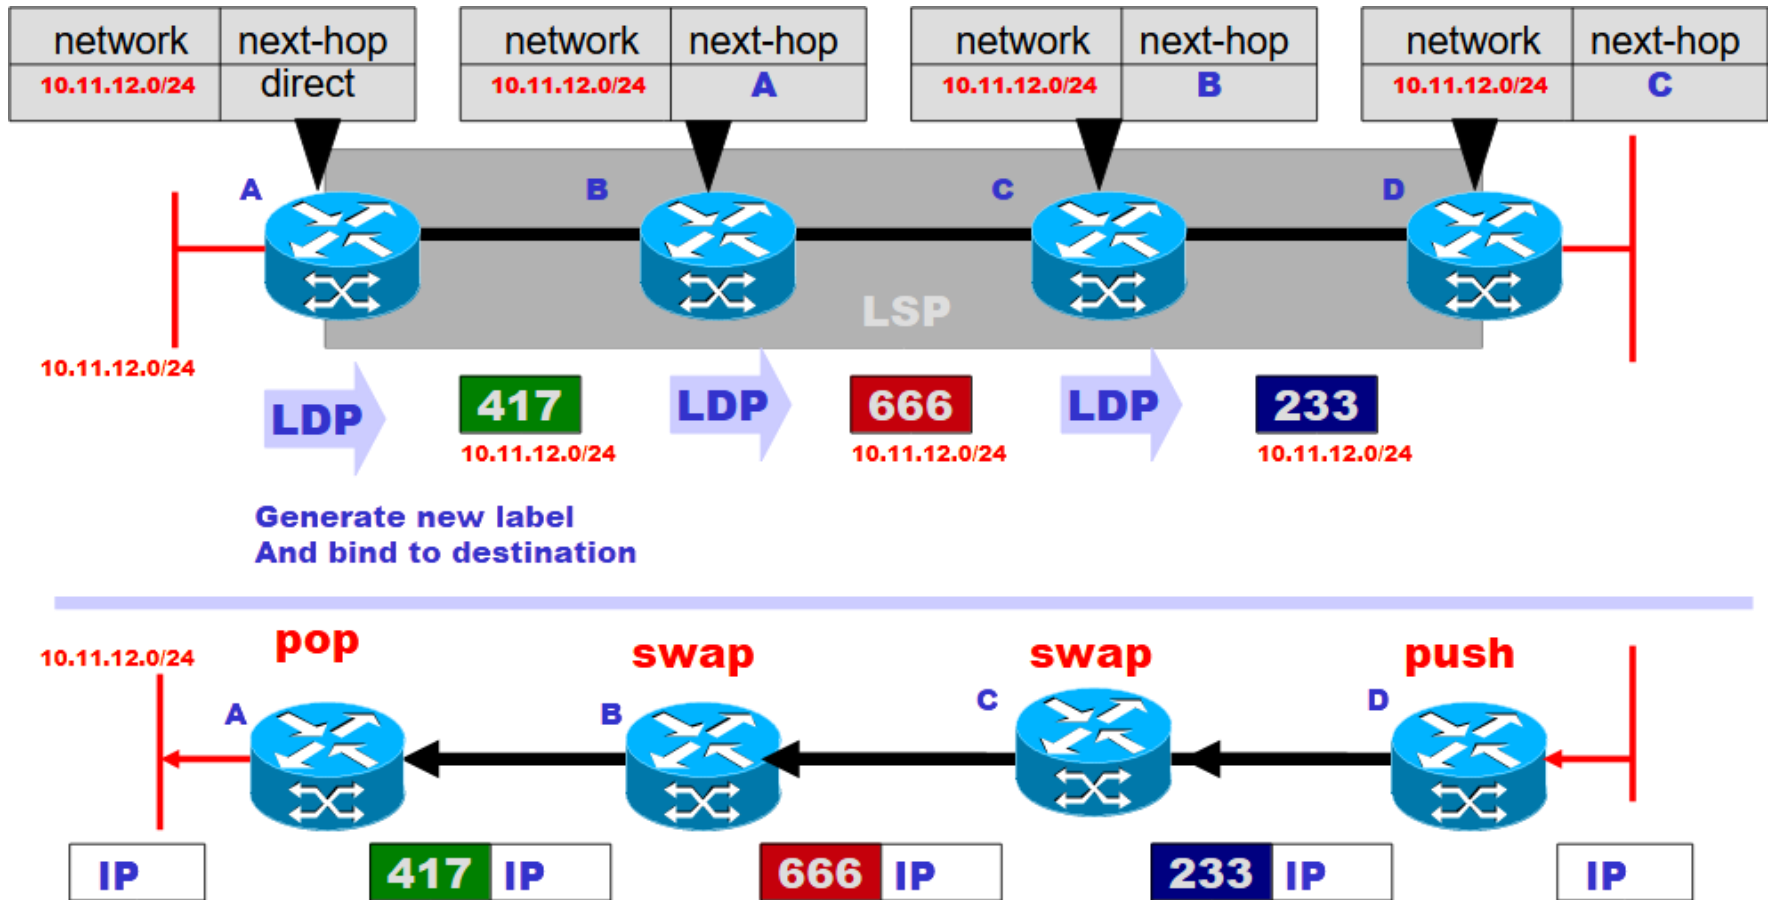 network next-hop network next-hop network next-hop network next-hop
10.11.12.0/24 direct 10.11.12.0/24 A 10.11.12.0/24 B 10.11.12.0/24 C
A B C D
LSP
10.11.12.0/24
LDP 417 LDP 666 LDP 233
10.11.12.0/24 10.11.12.0/24 10.11.12.0/24
Generate new label
And bind to destination
10.11.12.0/24 pop swap swap push
A B C D
IP 417 IP 666 IP 233 IP IP